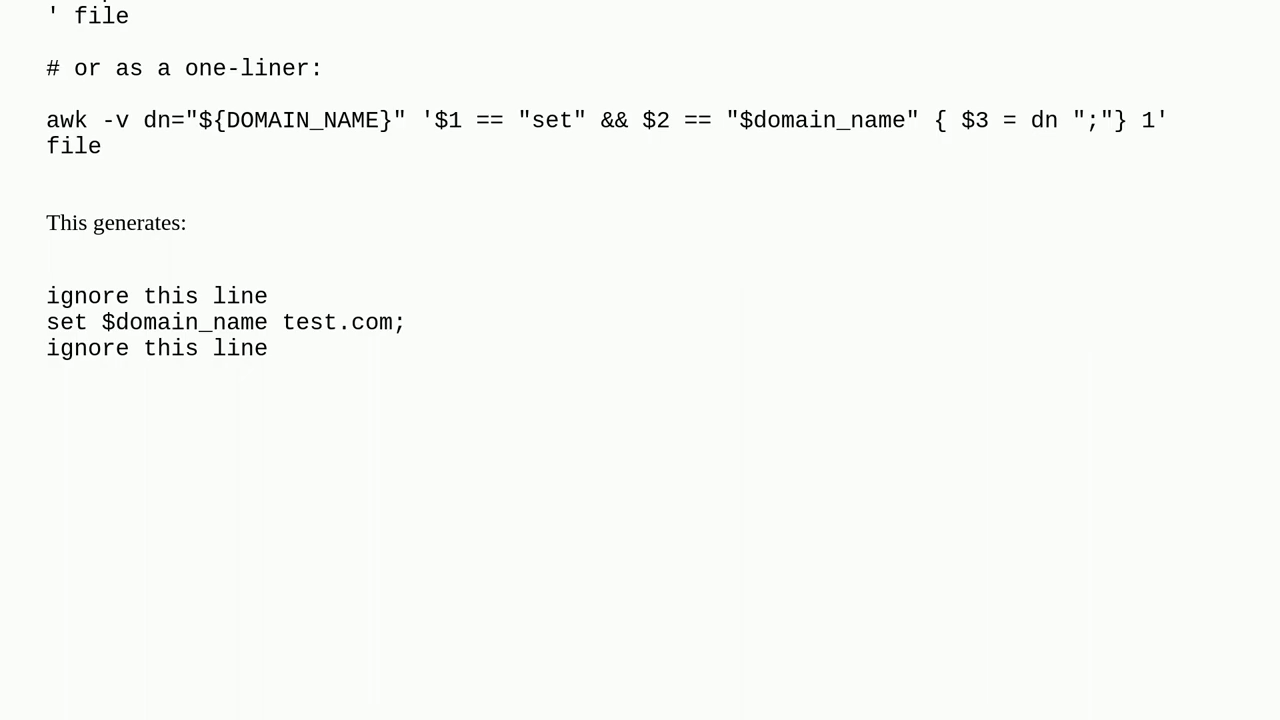 ' file
# or as a one-liner:
awk -v dn="${DOMAIN_NAME}" '$1 == "set" && $2 == "$domain_name" { $3 = dn ";"} 1'
file
This generates:
ignore this line
set $domain_name test.com;
ignore this line